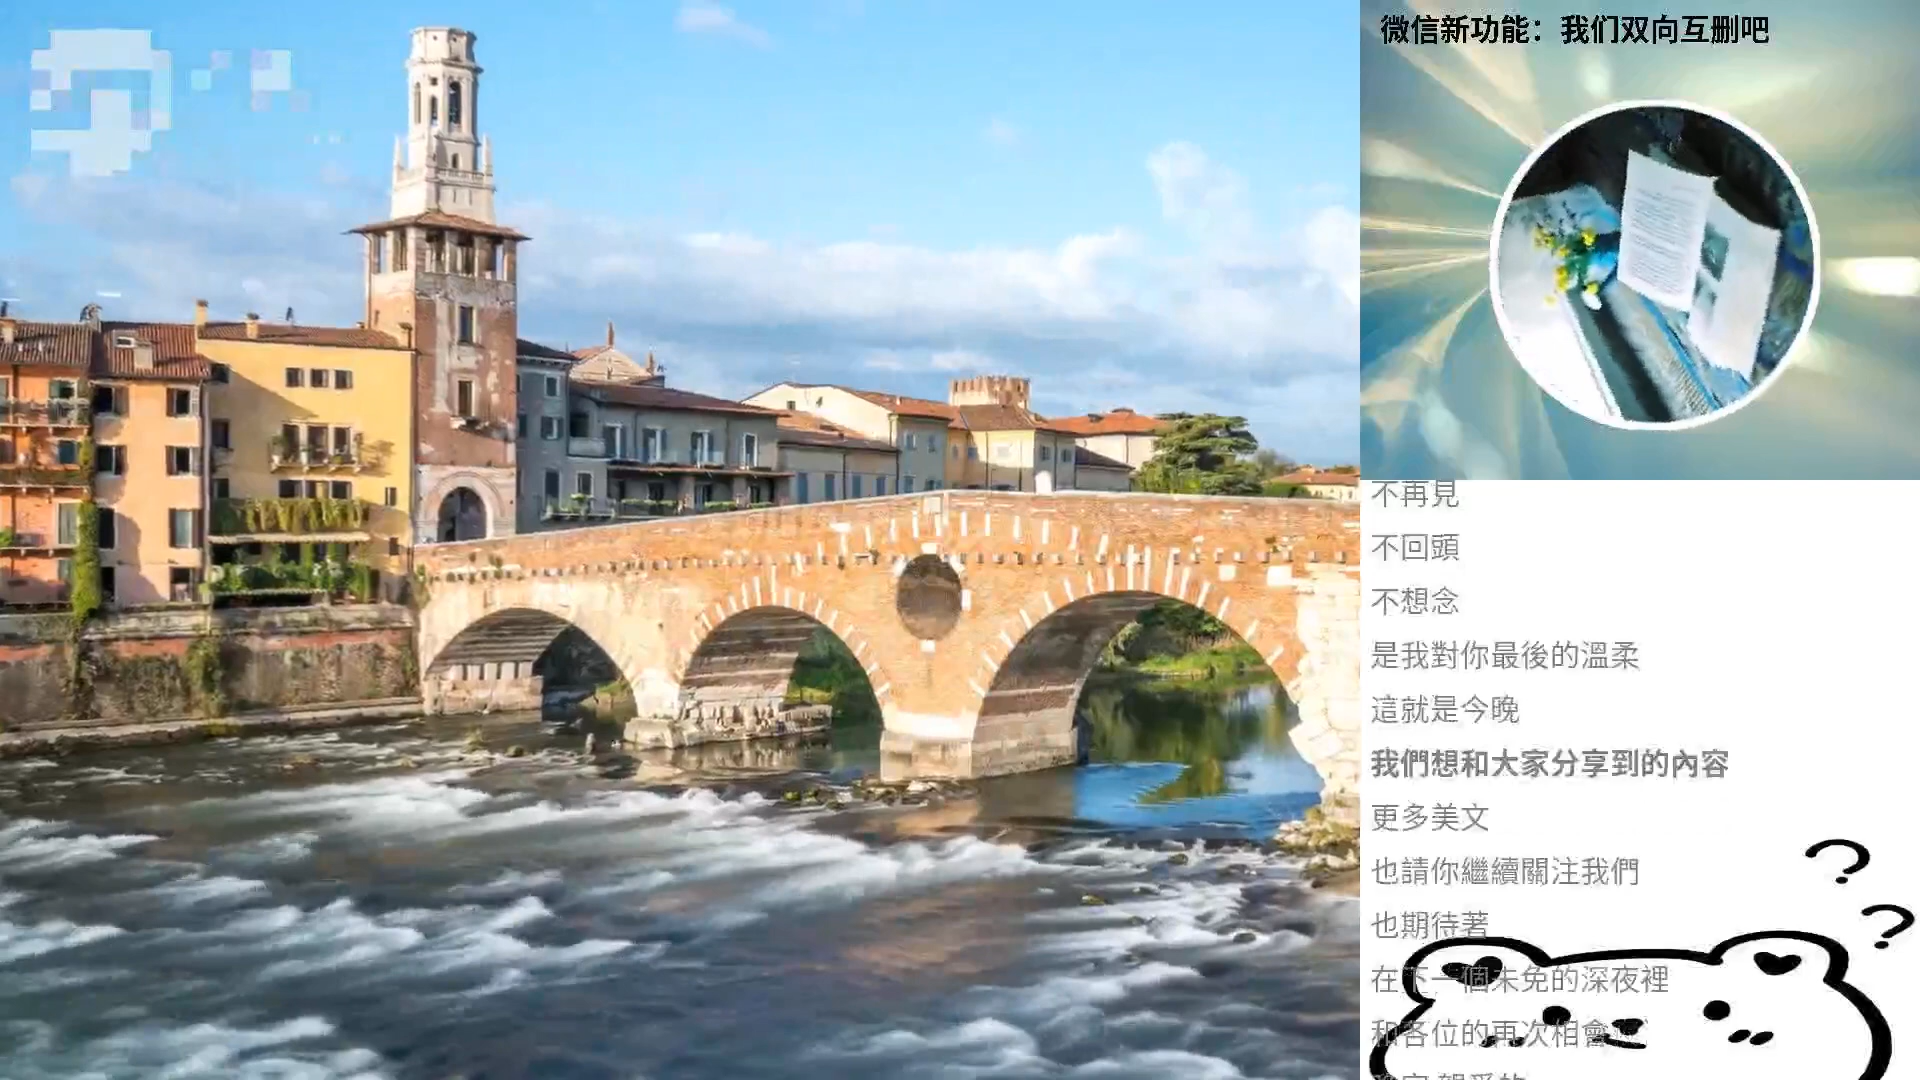 微信新功能：我们双向互删吧
不再見
不回頭
不想念
是我對你最後的溫柔
這就是今晚
我們想和大家分享到的內容
更多美文
也請你繼續關注我們
也期待著
在下一個未免的深夜裡
和各位的再次相會